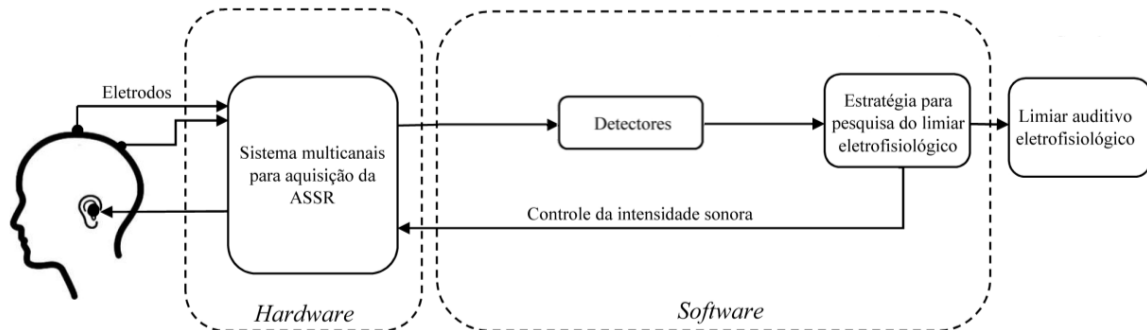 Eletrodos
Sistema multicanais
para aquisição da
ASSR
Hardware
Detectores
Estratégia para
pesquisa do limiar
eletrofisiológico
Controle da intensidade sonora
Software
Limiar auditivo
eletrofisiológico